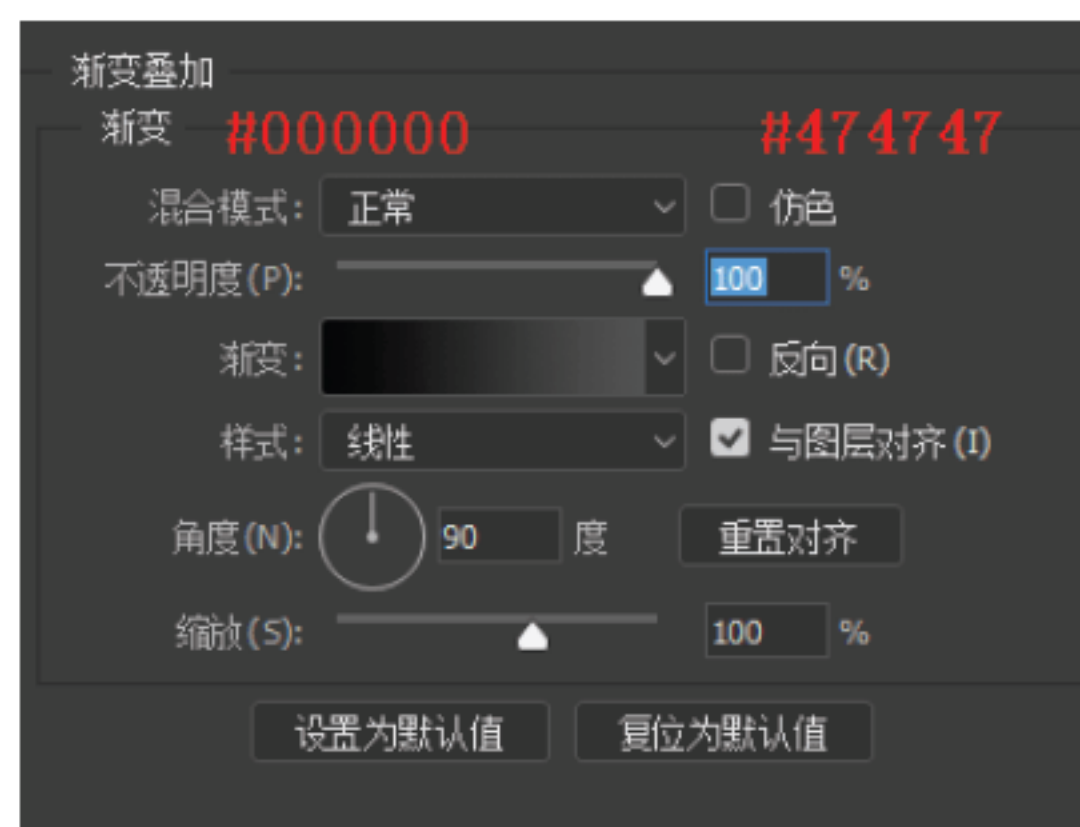 渐变叠加
渐变 #000000 #474747
混合模式: 正常 仿色
不透明度(P): 100 %
渐变: 反向(R)
样式: 线性 与图层对齐(I)
角度(N): 90 度 重置对齐
缩放(S): 100 %
设置为默认值 复位为默认值